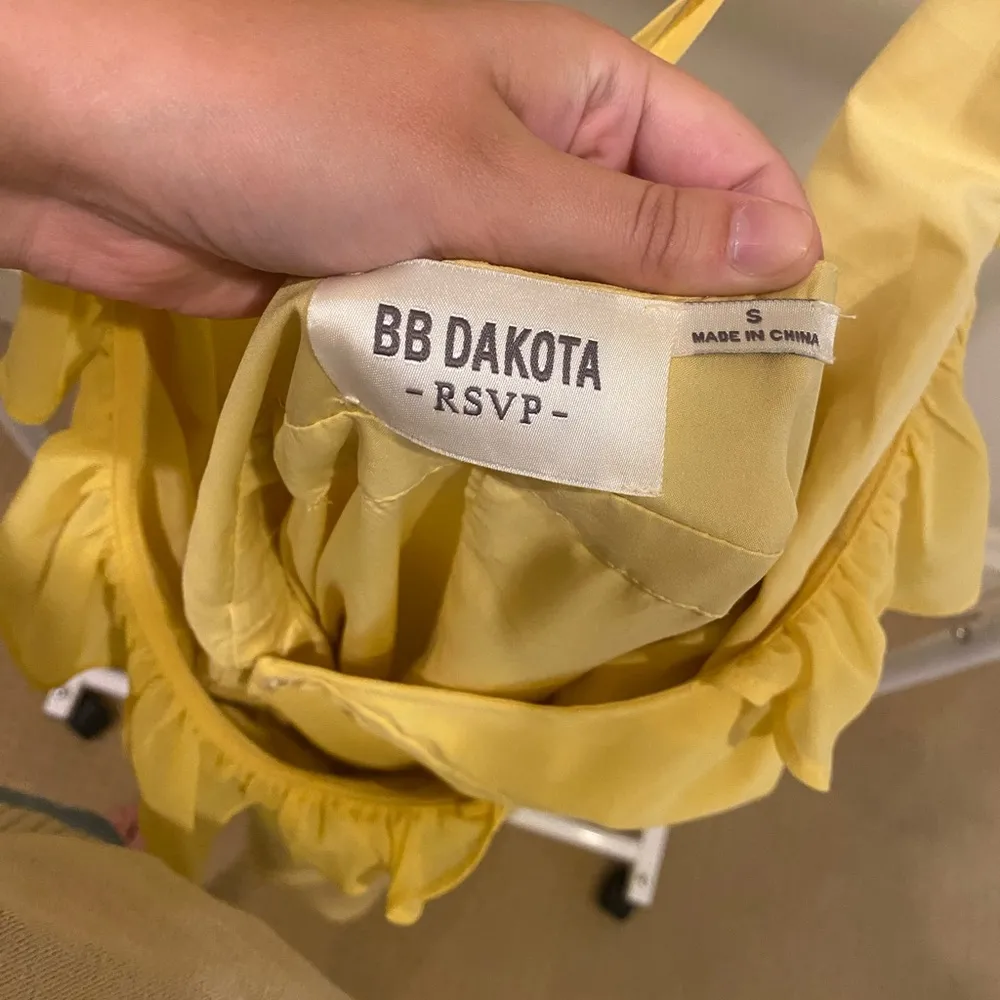 BB DAKOTA
-RSVP-
S
MADE IN CHINA